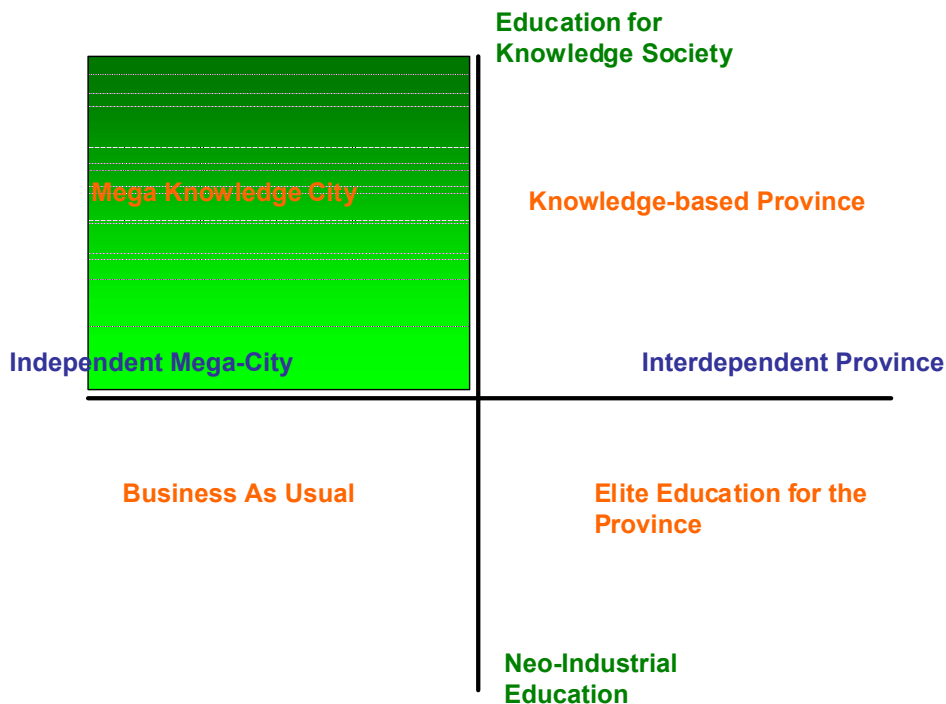 Education for
Knowledge Society
Mega Knowledge City
Knowledge-based Province
Independent Mega-City
Interdependent Province
Business As Usual
Elite Education for the
Province
Neo-Industrial
Education